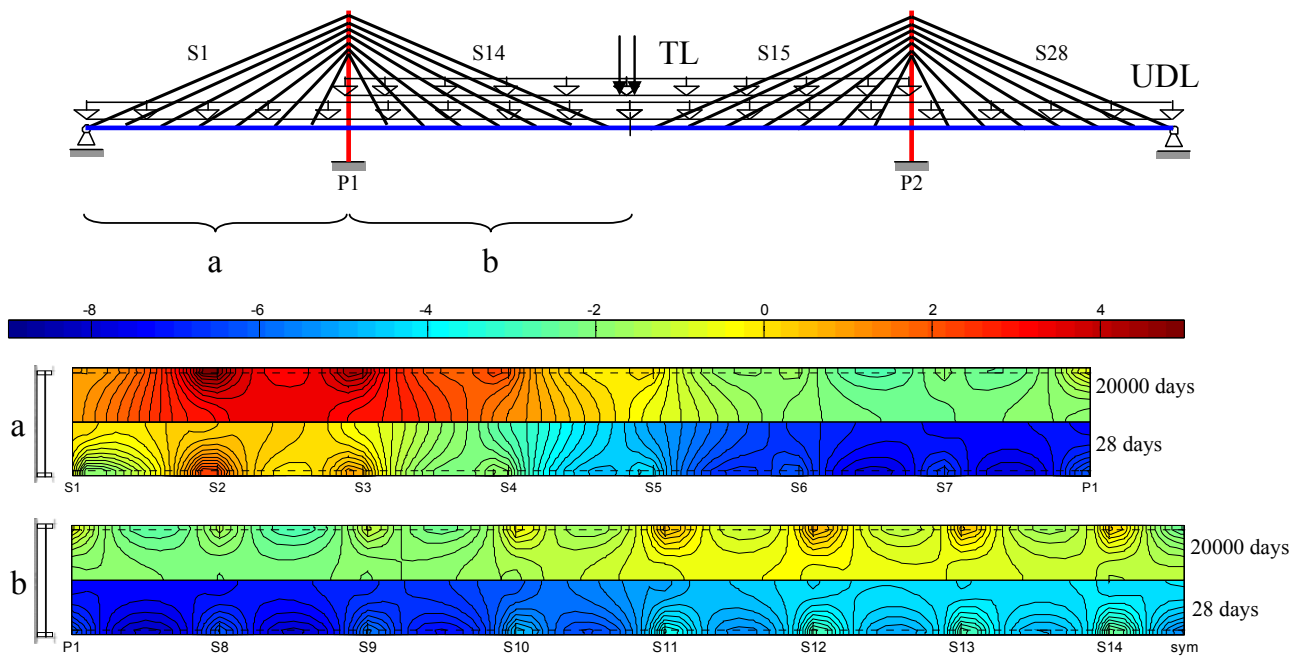 S1 S14 TL S15 S28 UDL
P1 P2
a b
-8 -6 -4 -2 0 2 4
20000 days
a
28 days
S1 S2 S3 S4 S5 S6 S7 P1
20000 days
b
28 days
P1 S8 S9 S10 S11 S12 S13 S14 sym